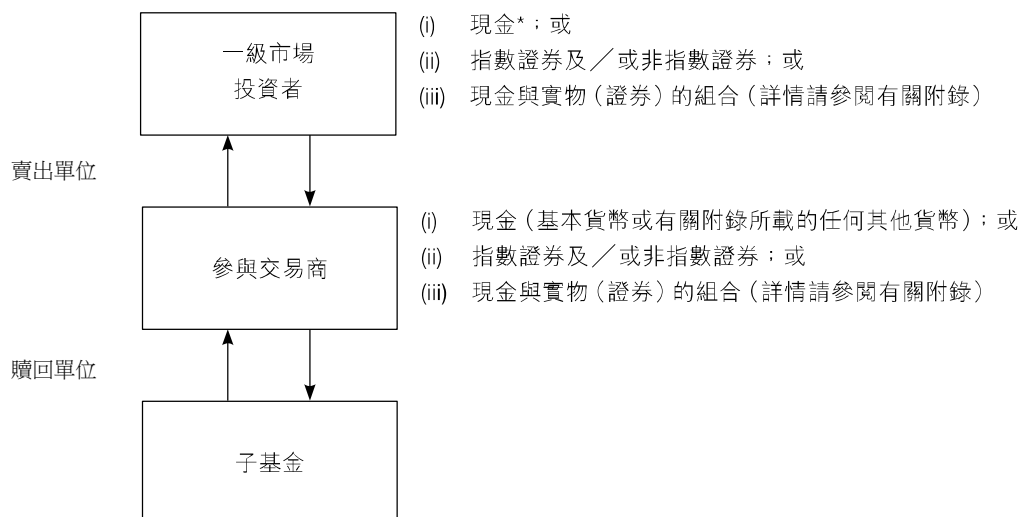 一級市場
投資者
(i) 現金*；或
(ii) 指數證券及／或非指數證券；或
(iii) 現金與實物（證券）的組合（詳情請參閱有關附錄）
賣出單位
參與交易商
(i) 現金（基本貨幣或有關附錄所載的任何其他貨幣）；或
(ii) 指數證券及／或非指數證券；或
(iii) 現金與實物（證券）的組合（詳情請參閱有關附錄）
贖回單位
子基金